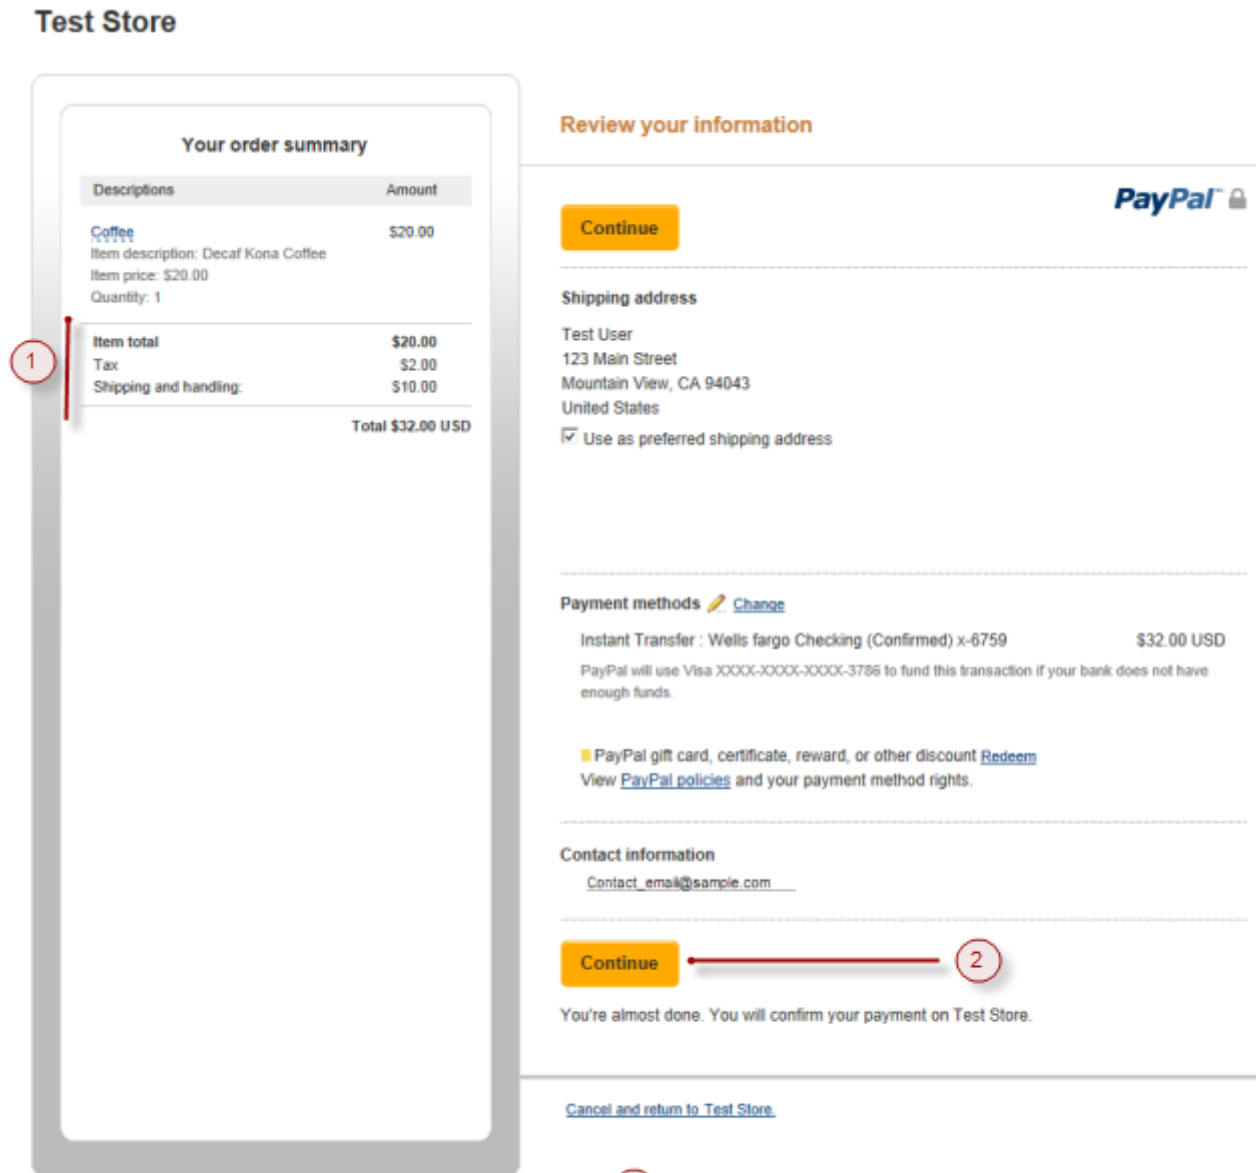 Test Store
Your order summary
Descriptions Amount
Coffee $20.00
Item description: Decaf Kona Coffee
Item price: $20.00
Quantity: 1
1
Item total $20.00
Tax $2.00
Shipping and handling: $10.00
Total $32.00 USD
Review your information
PayPal™
Continue
Shipping address
Test User
123 Main Street
Mountain View, CA 94043
United States
Use as preferred shipping address
Payment methods Change
Instant Transfer : Wells fargo Checking (Confirmed) x-6759 $32.00 USD
PayPal will use Visa XXXX-XXXX-XXXX-3786 to fund this transaction if your bank does not have
enough funds.
PayPal gift card, certificate, reward, or other discount Redeem
View PayPal policies and your payment method rights.
Contact information
Contact_email@sample.com
Continue 2
You're almost done. You will confirm your payment on Test Store.
Cancel and return to Test Store.